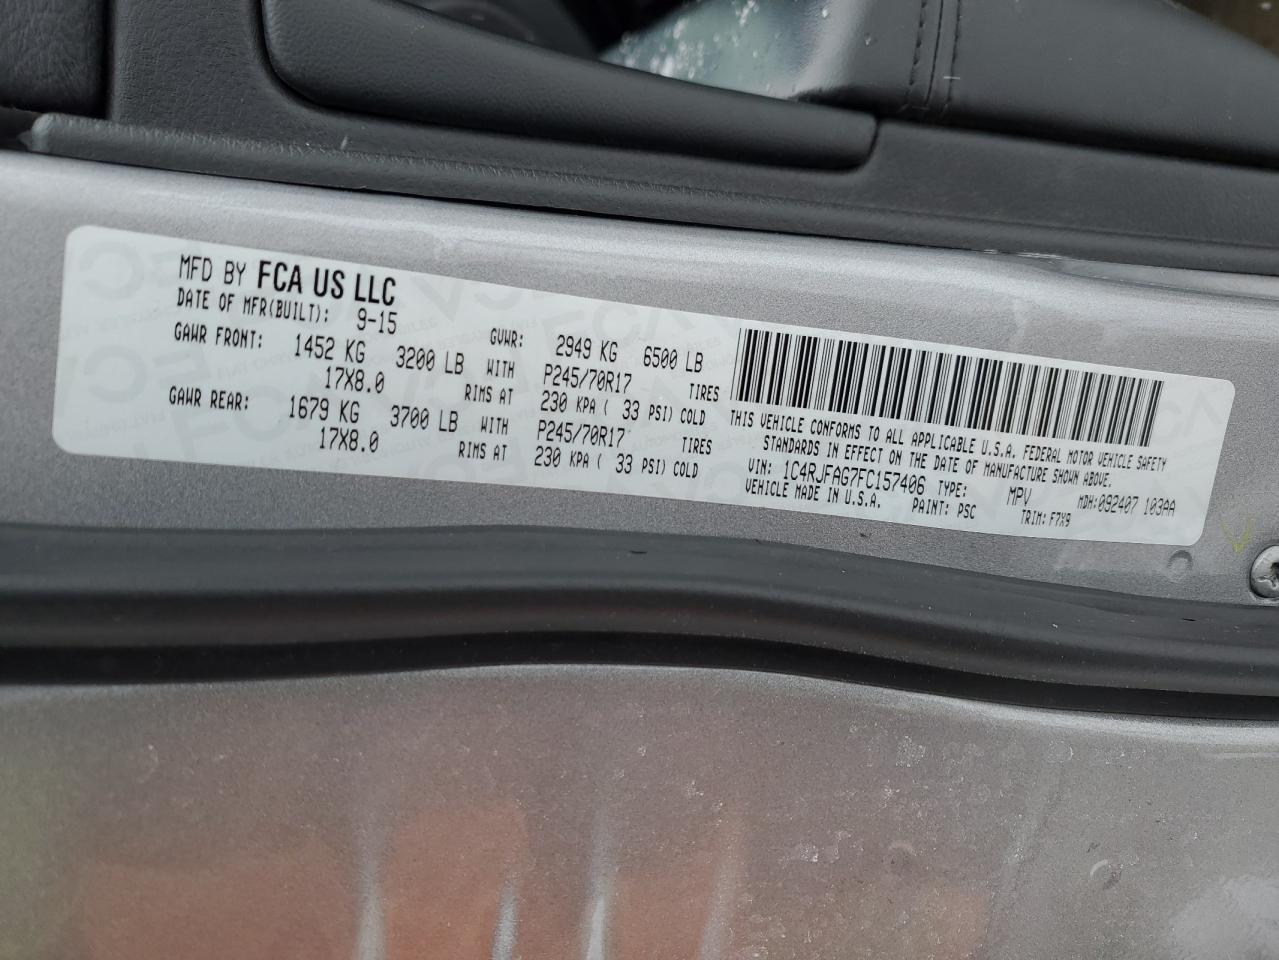 MFD BY FCA US LLC
DATE OF MFR(BUILT): 9-15 GVWR: 2949 KG 6500 LB
GAWR FRONT: 1452 KG 3200 LB WITH P245/70R17 TIRES
17X8.0 RIMS AT 230 KPA ( 33 PSI) COLD
GAWR REAR: 1679 KG 3700 LB WITH P245/70R17 TIRES
17X8.0 RIMS AT 230 KPA ( 33 PSI) COLD
THIS VEHICLE CONFORMS TO ALL APPLICABLE U.S.A. FEDERAL MOTOR VEHICLE SAFETY
STANDARDS IN EFFECT ON THE DATE OF MANUFACTURE SHOWN ABOVE.
VIN: 1C4RJFAG7FC157406 TYPE: MPV MDH:092407 103AA
VEHICLE MADE IN U.S.A. PAINT: PSC TRIM: F7X9